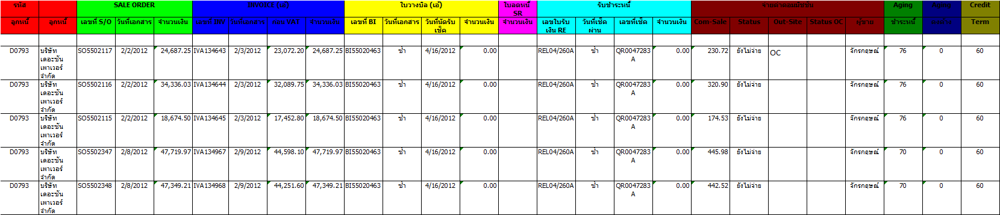 รหัส SALE ORDER INVOICE (เอ๋) ใบวางบิล (เอ๋) ใบลดหนี้ SR รับชำระหนี้ จ่ายค่าคอมมิชชั่น Aging Aging Credit
ลูกหนี้ ลูกหนี้ เลขที่ S/O วันที่เอกสาร จำนวนเงิน เลขที่ INV วันที่เอกสาร ก่อน VAT จำนวนเงิน เลขที่ BI วันที่เอกสาร วันที่นัดรับเช็ค จำนวนเงิน จำนวนเงิน เลขใบรับเงิน RE วันที่เช็คผ่าน เลขที่เช็ค จำนวนเงิน Com-Sale Status Out-Site Status OC ผู้ขาย ชำระหนี้ คงค้าง Term
D0793 บริษัท เดอะซัน เพาเวอร์ จำกัด SO5502117 2/2/2012 24,687.25 IVA134643 2/3/2012 23,072.20 24,687.25 BI55020463 ช้ำ 4/16/2012 0.00 REL04/260A ช้ำ QR0047283A 0.00 230.72 ยังไม่จ่าย OC จักรกฤษณ์ 76 0 60
D0793 บริษัท เดอะซัน เพาเวอร์ จำกัด SO5502116 2/2/2012 34,336.03 IVA134644 2/3/2012 32,089.75 34,336.03 BI55020463 ช้ำ 4/16/2012 0.00 REL04/260A ช้ำ QR0047283A 0.00 320.90 ยังไม่จ่าย จักรกฤษณ์ 76 0 60
D0793 บริษัท เดอะซัน เพาเวอร์ จำกัด SO5502115 2/2/2012 18,674.50 IVA134645 2/3/2012 17,452.80 18,674.50 BI55020463 ช้ำ 4/16/2012 0.00 REL04/260A ช้ำ QR0047283A 0.00 174.53 ยังไม่จ่าย จักรกฤษณ์ 76 0 60
D0793 บริษัท เดอะซัน เพาเวอร์ จำกัด SO5502347 2/8/2012 47,719.97 IVA134967 2/9/2012 44,598.10 47,719.97 BI55020463 ช้ำ 4/16/2012 0.00 REL04/260A ช้ำ QR0047283A 0.00 445.98 ยังไม่จ่าย จักรกฤษณ์ 70 0 60
D0793 บริษัท เดอะซัน เพาเวอร์ จำกัด SO5502348 2/8/2012 47,349.21 IVA134968 2/9/2012 44,251.60 47,349.21 BI55020463 ช้ำ 4/16/2012 0.00 REL04/260A ช้ำ QR0047283A 0.00 442.52 ยังไม่จ่าย จักรกฤษณ์ 70 0 60